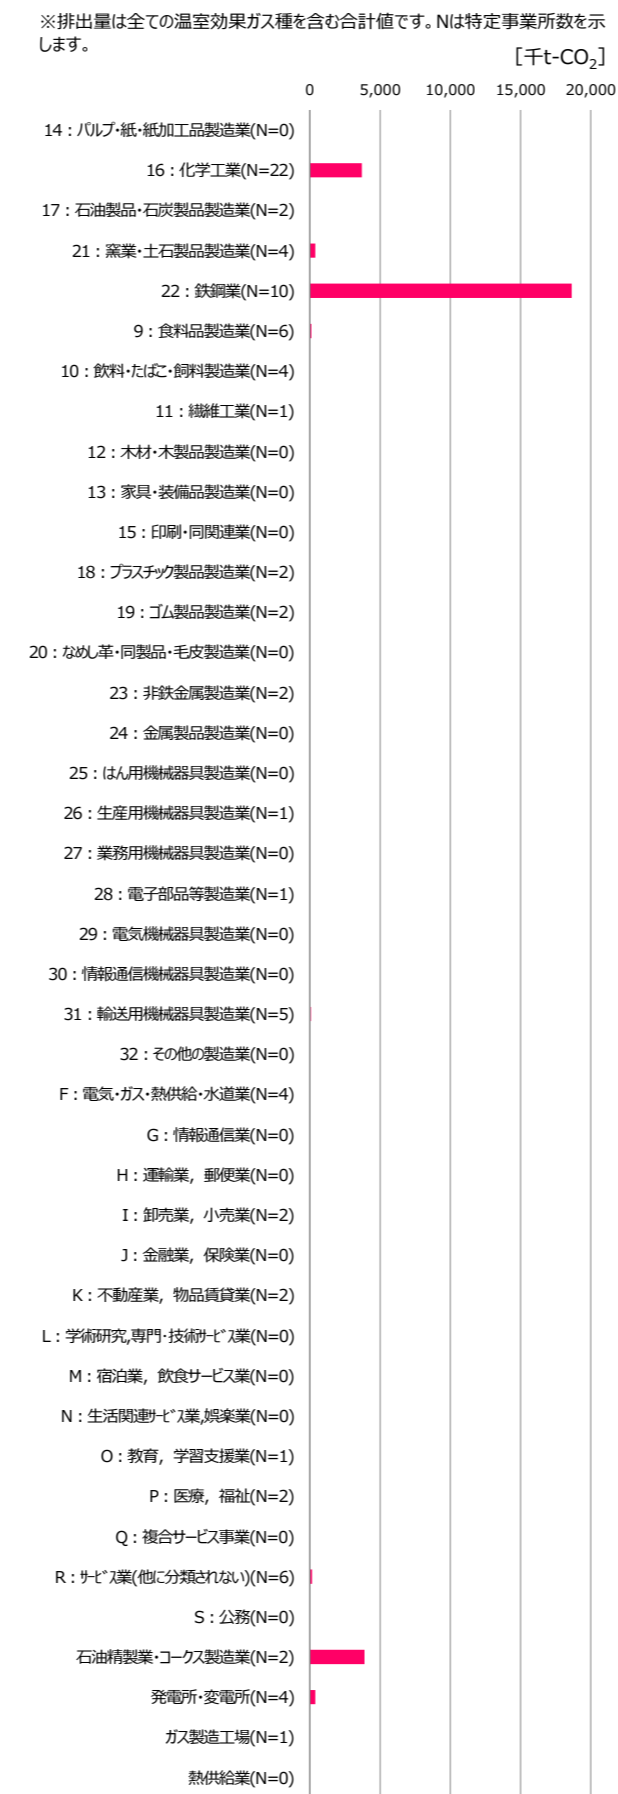 ※排出量は全ての温室効果ガス種を含む合計値です。Nは特定事業所数を示
します。
[千t-CO₂]
0 5,000 10,000 15,000 20,000
14：パルプ・紙・紙加工品製造業(N=0)
16：化学工業(N=22)
17：石油製品・石炭製品製造業(N=2)
21：窯業・土石製品製造業(N=4)
22：鉄鋼業(N=10)
9：食料品製造業(N=6)
10：飲料・たばこ・飼料製造業(N=4)
11：繊維工業(N=1)
12：木材・木製品製造業(N=0)
13：家具・装備品製造業(N=0)
15：印刷・同関連業(N=0)
18：プラスチック製品製造業(N=2)
19：ゴム製品製造業(N=2)
20：なめし革・同製品・毛皮製造業(N=0)
23：非鉄金属製造業(N=2)
24：金属製品製造業(N=0)
25：はん用機械器具製造業(N=0)
26：生産用機械器具製造業(N=1)
27：業務用機械器具製造業(N=0)
28：電子部品等製造業(N=1)
29：電気機械器具製造業(N=0)
30：情報通信機械器具製造業(N=0)
31：輸送用機械器具製造業(N=5)
32：その他の製造業(N=0)
F：電気・ガス・熱供給・水道業(N=4)
G：情報通信業(N=0)
H：運輸業，郵便業(N=0)
I：卸売業，小売業(N=2)
J：金融業，保険業(N=0)
K：不動産業，物品賃貸業(N=2)
L：学術研究,専門・技術ｻｰﾋﾞｽ業(N=0)
M：宿泊業，飲食サービス業(N=0)
N：生活関連ｻｰﾋﾞｽ業,娯楽業(N=0)
O：教育，学習支援業(N=1)
P：医療，福祉(N=2)
Q：複合サービス事業(N=0)
R：ｻｰﾋﾞｽ業(他に分類されない)(N=6)
S：公務(N=0)
石油精製業・コークス製造業(N=2)
発電所・変電所(N=4)
ガス製造工場(N=1)
熱供給業(N=0)